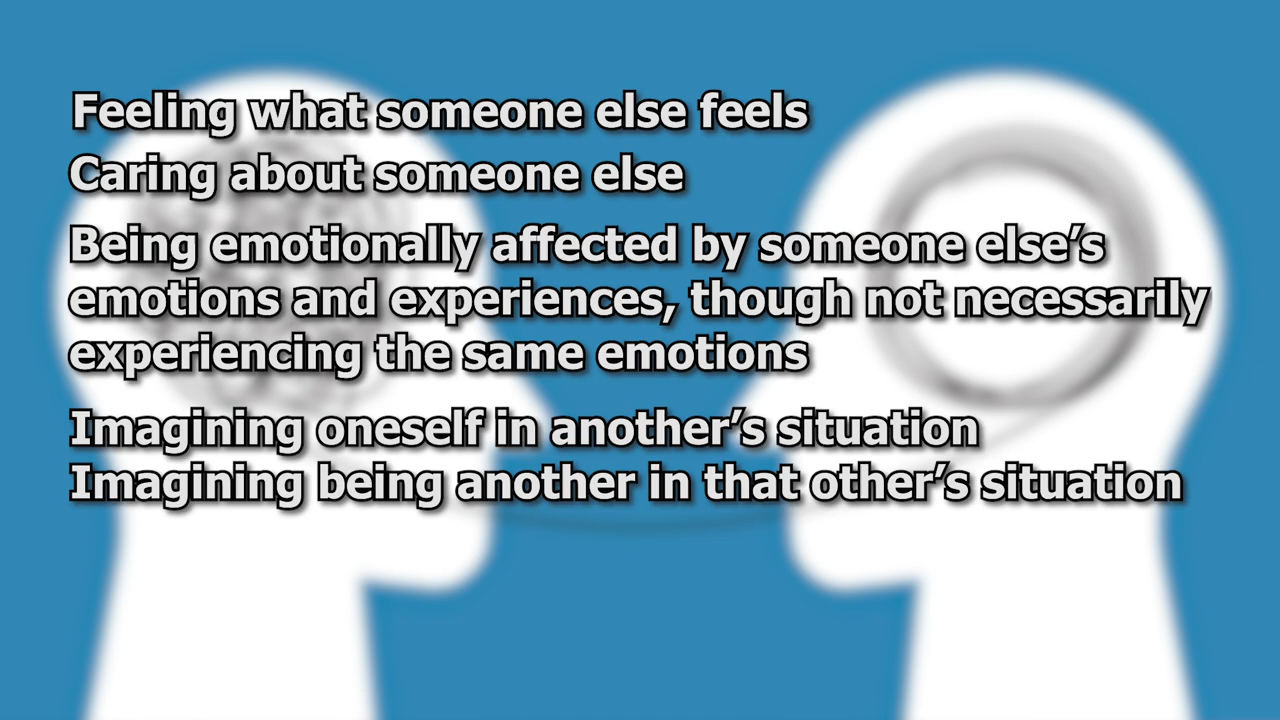 Feeling what someone else feels
Caring about someone else
Being emotionally affected by someone else’s
emotions and experiences, though not necessarily
experiencing the same emotions
Imagining oneself in another’s situation
Imagining being another in that other’s situation